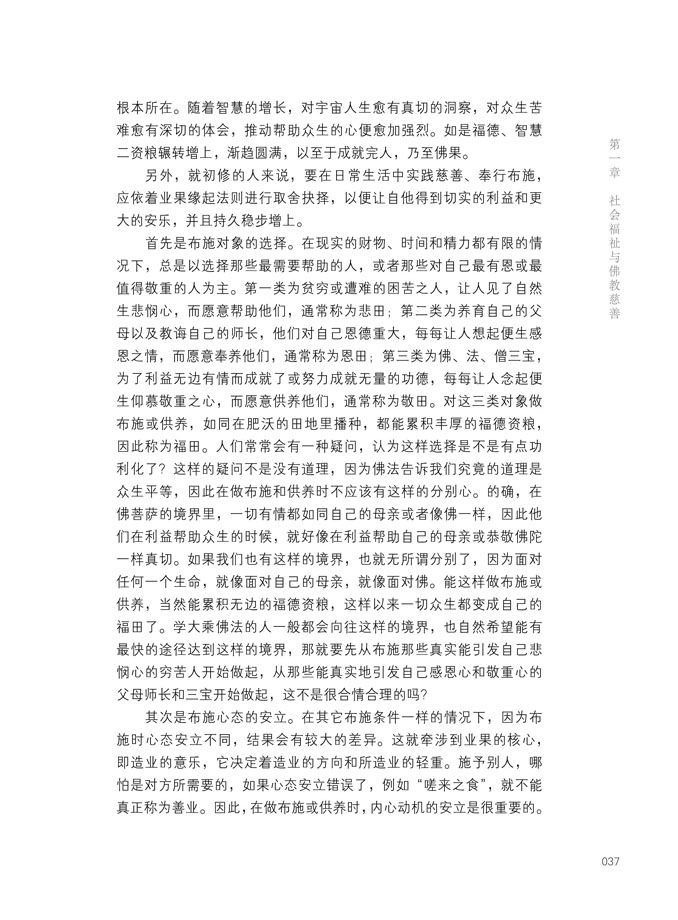 根本所在。随着智慧的增长，对宇宙人生愈有真切的洞察，对众生苦
难愈有深切的体会，推动帮助众生的心便愈加强烈。如是福德、智慧
二资粮辗转增上，渐趋圆满，以至于成就完人，乃至佛果。
另外，就初修的人来说，要在日常生活中实践慈善、奉行布施，
应依着业果缘起法则进行取舍抉择，以便让自他得到切实的利益和更
大的安乐，并且持久稳步增上。
首先是布施对象的选择。在现实的财物、时间和精力都有限的情
况下，总是以选择那些最需要帮助的人，或者那些对自己最有恩或最
值得敬重的人为主。第一类为贫穷或遭难的困苦之人，让人见了自然
生悲悯心，而愿意帮助他们，通常称为悲田；第二类为养育自己的父
母以及教诲自己的师长，他们对自己恩德重大，每每让人想起便生感
恩之情，而愿意奉养他们，通常称为恩田；第三类为佛、法、僧三宝，
为了利益无边有情而成就了或努力成就无量的功德，每每让人念起便
生仰慕敬重之心，而愿意供养他们，通常称为敬田。对这三类对象做
布施或供养，如同在肥沃的田地里播种，都能累积丰厚的福德资粮，
因此称为福田。人们常常会有一种疑问，认为这样选择是不是有点功
利化了？这样的疑问不是没有道理，因为佛法告诉我们究竟的道理是
众生平等，因此在做布施和供养时不应该有这样的分别心。的确，在
佛菩萨的境界里，一切有情都如同自己的母亲或者像佛一样，因此他
们在利益帮助众生的时候，就好像在利益帮助自己的母亲或恭敬佛陀
一样真切。如果我们也有这样的境界，也就无所谓分别了，因为面对
任何一个生命，就像面对自己的母亲，就像面对佛。能这样做布施或
供养，当然能累积无边的福德资粮，这样以来一切众生都变成自己的
福田了。学大乘佛法的人一般都会向往这样的境界，也自然希望能有
最快的途径达到这样的境界，那就要先从布施那些真实能引发自己悲
悯心的穷苦人开始做起，从那些能真实地引发自己感恩心和敬重心的
父母师长和三宝开始做起，这不是很合情合理的吗？
其次是布施心态的安立。在其它布施条件一样的情况下，因为布
施时心态安立不同，结果会有较大的差异。这就牵涉到业果的核心，
即造业的意乐，它决定着造业的方向和所造业的轻重。施予别人，哪
怕是对方所需要的，如果心态安立错误了，例如“嗟来之食”，就不能
真正称为善业。因此，在做布施或供养时，内心动机的安立是很重要的。
第一章 社会福祉与佛教慈善
037